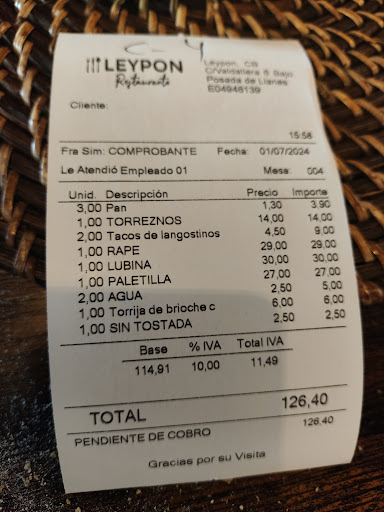 C-4
LEYPON
Restaurante
Leypon, CB
C/Valdallera 6 Bajo
Posada de Llanes
E04948139
Cliente:
15:58
Fra Sim: COMPROBANTE Fecha: 01/07/2024
Le Atendió Empleado 01 Mesa: 004
Unid. Descripción Precio Importe
3,00 Pan 1,30 3,90
1,00 TORREZNOS 14,00 14,00
2,00 Tacos de langostinos 4,50 9,00
1,00 RAPE 29,00 29,00
1,00 LUBINA 30,00 30,00
1,00 PALETILLA 27,00 27,00
2,00 AGUA 2,50 5,00
1,00 Torrija de brioche c 6,00 6,00
1,00 SIN TOSTADA 2,50 2,50
Base % IVA Total IVA
114,91 10,00 11,49
TOTAL 126,40
PENDIENTE DE COBRO 126,40
Gracias por su Visita